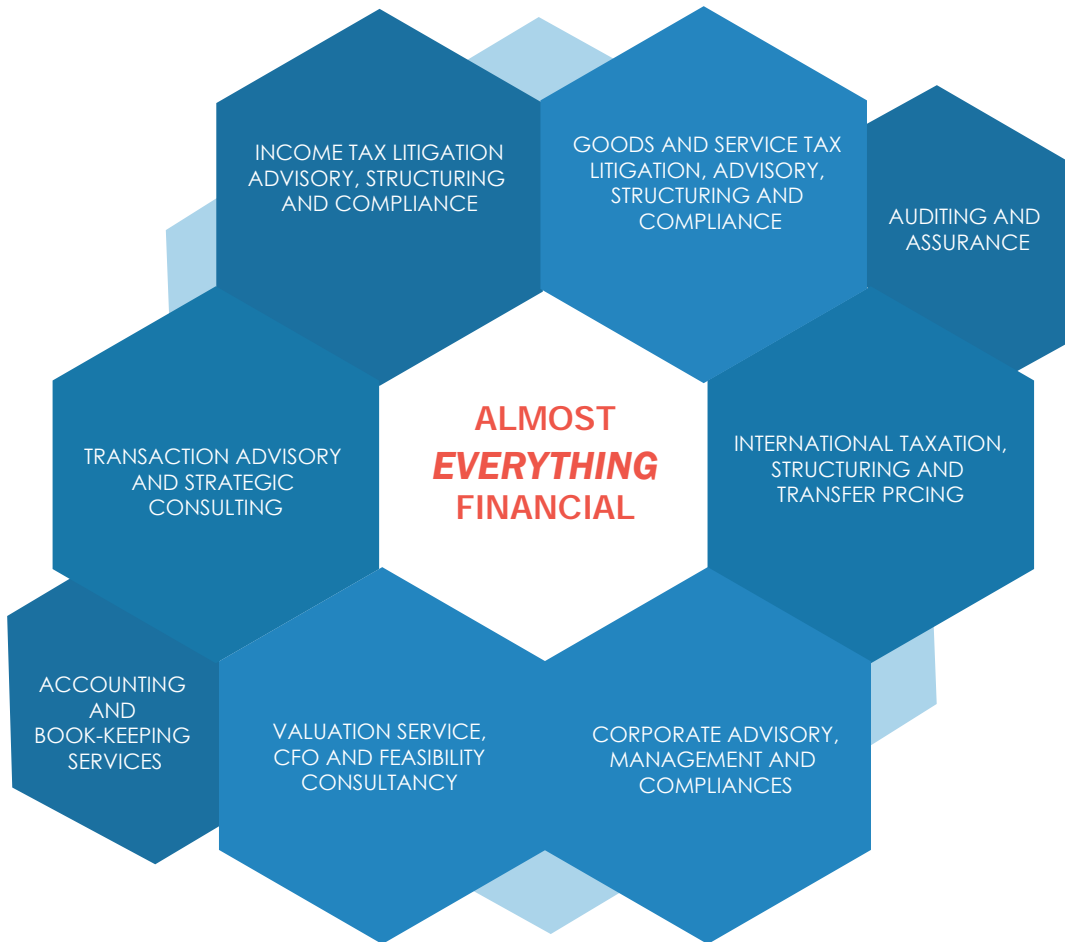 INCOME TAX LITIGATION
ADVISORY, STRUCTURING
AND COMPLIANCE
GOODS AND SERVICE TAX
LITIGATION, ADVISORY,
STRUCTURING AND
COMPLIANCE
AUDITING AND
ASSURANCE
TRANSACTION ADVISORY
AND STRATEGIC
CONSULTING
ALMOST
EVERYTHING
FINANCIAL
INTERNATIONAL TAXATION,
STRUCTURING AND
TRANSFER PRCING
ACCOUNTING
AND
BOOK-KEEPING
SERVICES
VALUATION SERVICE,
CFO AND FEASIBILITY
CONSULTANCY
CORPORATE ADVISORY,
MANAGEMENT AND
COMPLIANCES